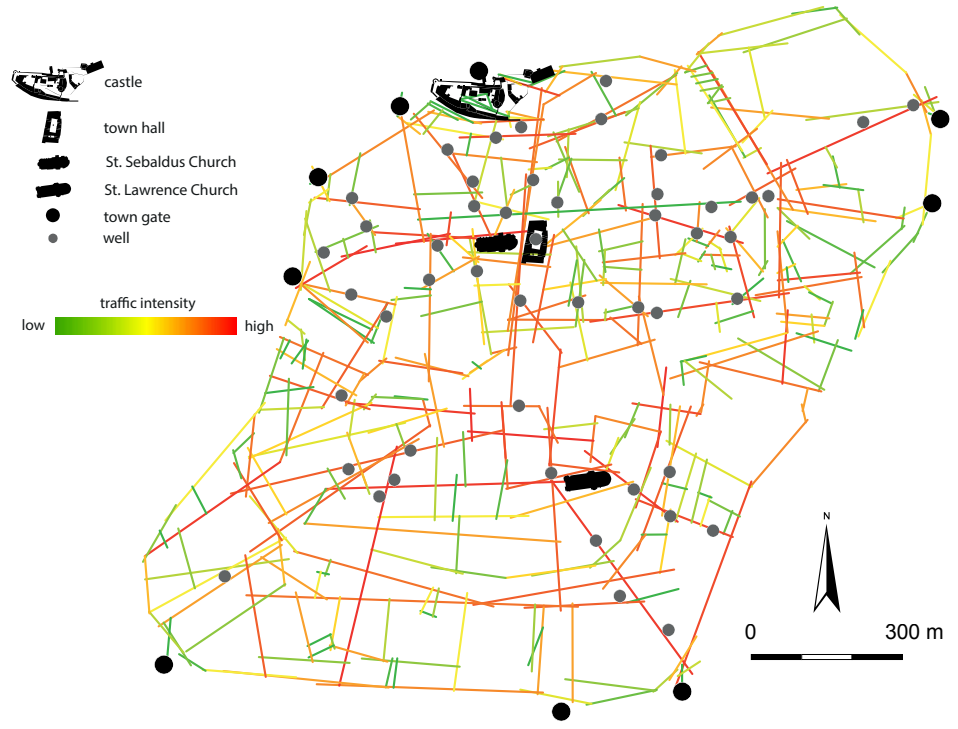 castle
town hall
St. Sebaldus Church
St. Lawrence Church
town gate
well
traffic intensity
low high
N
0 300 m